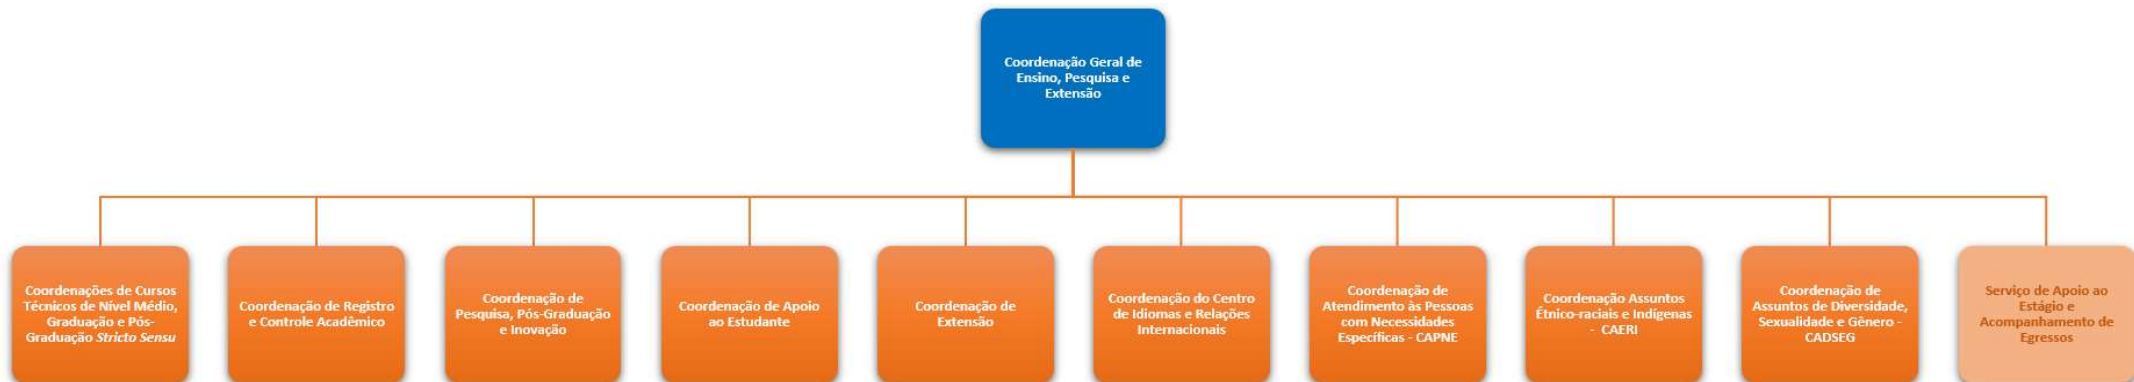 Coordenação Geral de
Ensino, Pesquisa e
Extensão
Coordenações de Cursos
Técnicos de Nível Médio,
Graduação e Pós-
Graduação Stricto Sensu
Coordenação de Registro
e Controle Acadêmico
Coordenação de
Pesquisa, Pós-Graduação
e Inovação
Coordenação de Apoio
ao Estudante
Coordenação de
Extensão
Coordenação do Centro
de Idiomas e Relações
Internacionais
Coordenação de
Atendimento às Pessoas
com Necessidades
Específicas - CAPNE
Coordenação Assuntos
Étnico-raciais e Indígenas
- CAERI
Coordenação de
Assuntos de Diversidade,
Sexualidade e Gênero -
CADSEG
Serviço de Apoio ao
Estágio e
Acompanhamento de
Egressos